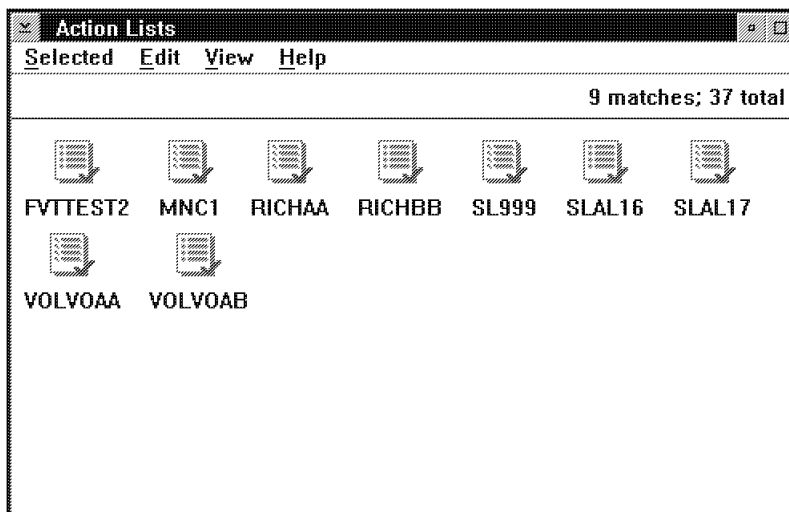 Action Lists
Selected Edit View Help
9 matches; 37 total
FVTTEST2 MNC1 RICHAA RICHBB SL999 SLAL16 SLAL17
VOLVOAA VOLVOAB